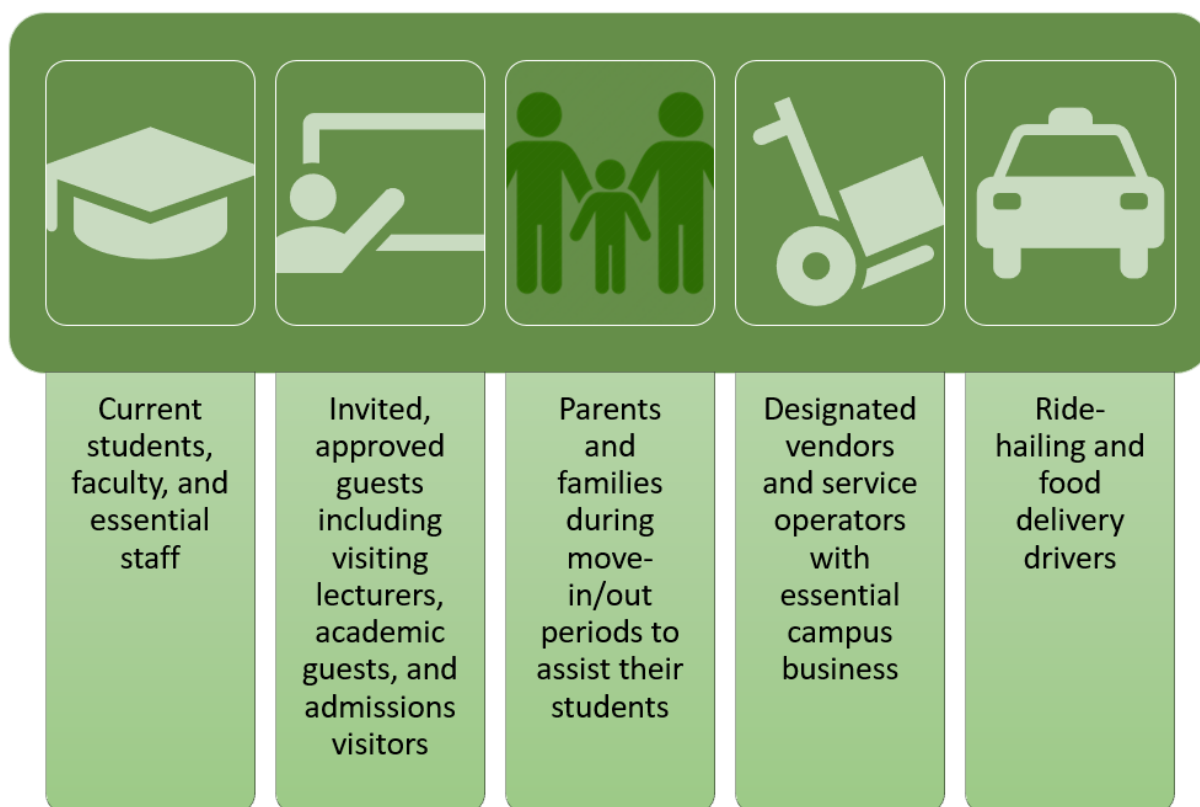 Current
students,
faculty, and
essential
staff
Invited,
approved
guests
including
visiting
lecturers,
academic
guests, and
admissions
visitors
Parents
and
families
during
move-
in/out
periods to
assist their
students
Designated
vendors
and service
operators
with
essential
campus
business
Ride-
hailing and
food
delivery
drivers